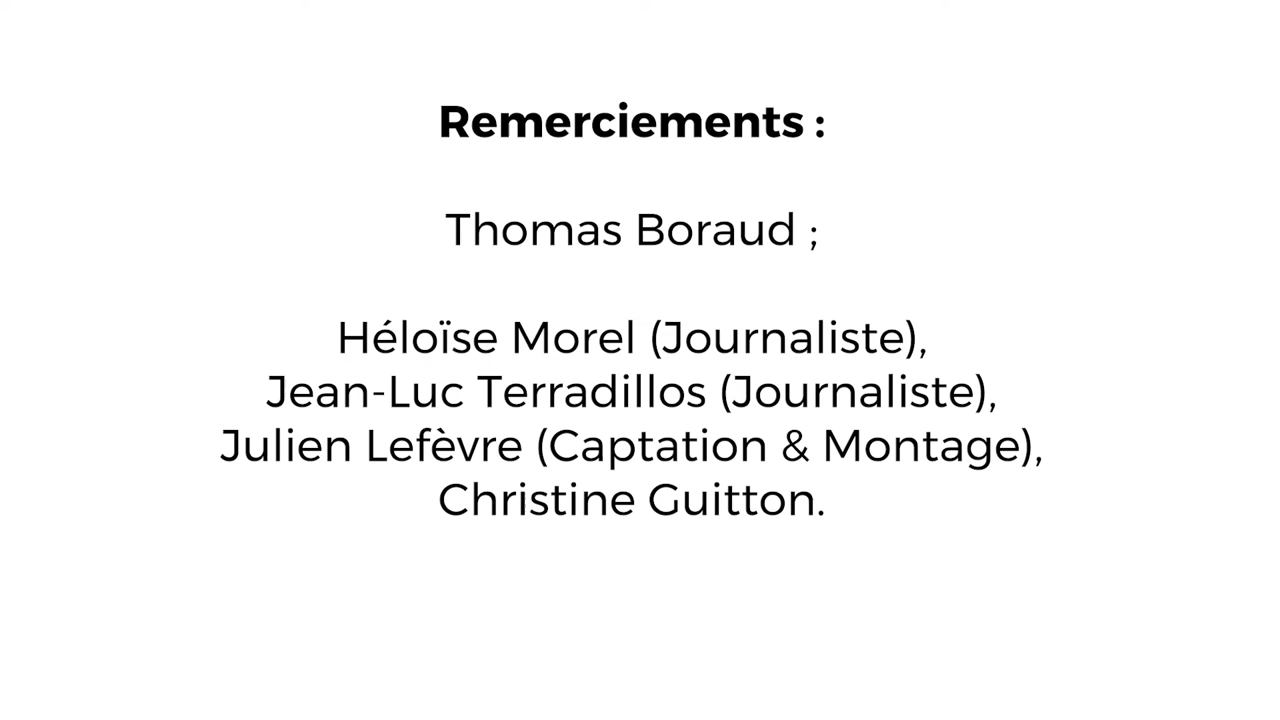 Remerciements :
Thomas Boraud ;
Héloïse Morel (Journaliste),
Jean-Luc Terradillos (Journaliste),
Julien Lefèvre (Captation & Montage),
Christine Guitton.